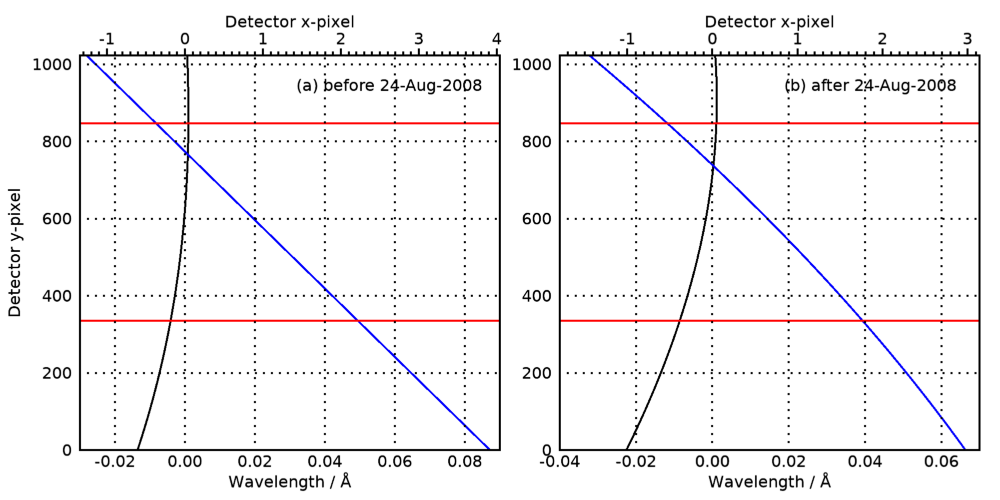 Detector x-pixel
-1 0 1 2 3 4
(a) before 24-Aug-2008
Detector y-pixel
1000
800
600
400
200
0
-0.02 0.00 0.02 0.04 0.06 0.08
Wavelength / Å
Detector x-pixel
-1 0 1 2 3
(b) after 24-Aug-2008
1000
800
600
400
200
0
-0.04 -0.02 0.00 0.02 0.04 0.06
Wavelength / Å